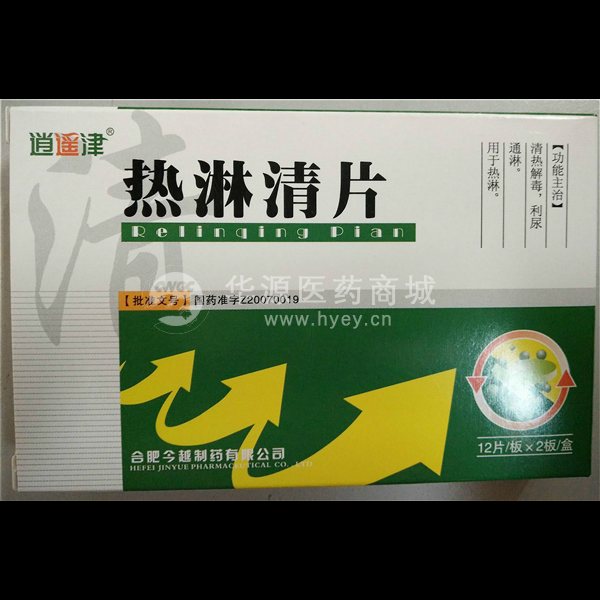 逍遥津®
清
热淋清片
Relinqing Pian
【功能主治】
清热解毒，利尿
通淋。
用于热淋。
【批准文号】国药准字Z20070019
华源医药商城
www.hyey.cn
合肥今越制药有限公司
HEFEI JINYUE PHARMACEUTICAL CO., LTD
12片/板×2板/盒